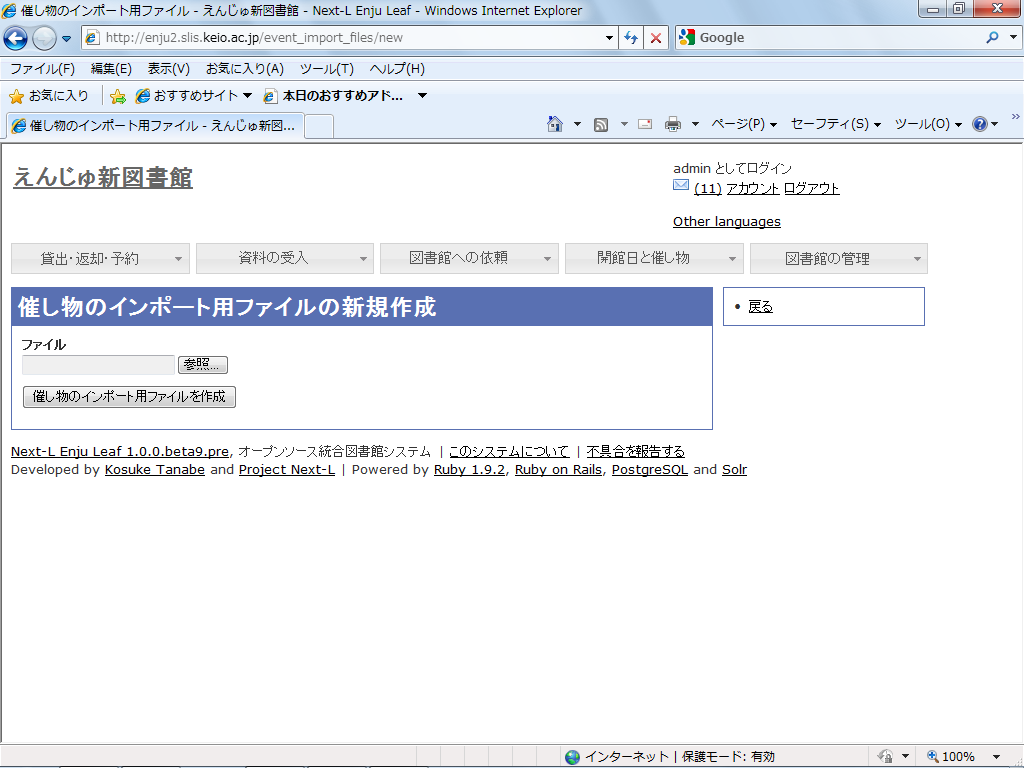 催し物のインポート用ファイル - えんじゅ新図書館 - Next-L Enju Leaf - Windows Internet Explorer
http://enju2.slis.keio.ac.jp/event_import_files/new
Google
ファイル(F) 編集(E) 表示(V) お気に入り(A) ツール(T) ヘルプ(H)
お気に入り おすすめサイト 本日のおすすめアド...
催し物のインポート用ファイル - えんじゅ新図... ページ(P) セーフティ(S) ツール(O) »
えんじゅ新図書館
admin としてログイン
(11) アカウント ログアウト
Other languages
貸出・返却・予約 資料の受入 図書館への依頼 開館日と催し物 図書館の管理
催し物のインポート用ファイルの新規作成
• 戻る
ファイル
参照...
催し物のインポート用ファイルを作成
Next-L Enju Leaf 1.0.0.beta9.pre, オープンソース統合図書館システム | このシステムについて | 不具合を報告する
Developed by Kosuke Tanabe and Project Next-L | Powered by Ruby 1.9.2, Ruby on Rails, PostgreSQL and Solr
インターネット | 保護モード: 有効
100%